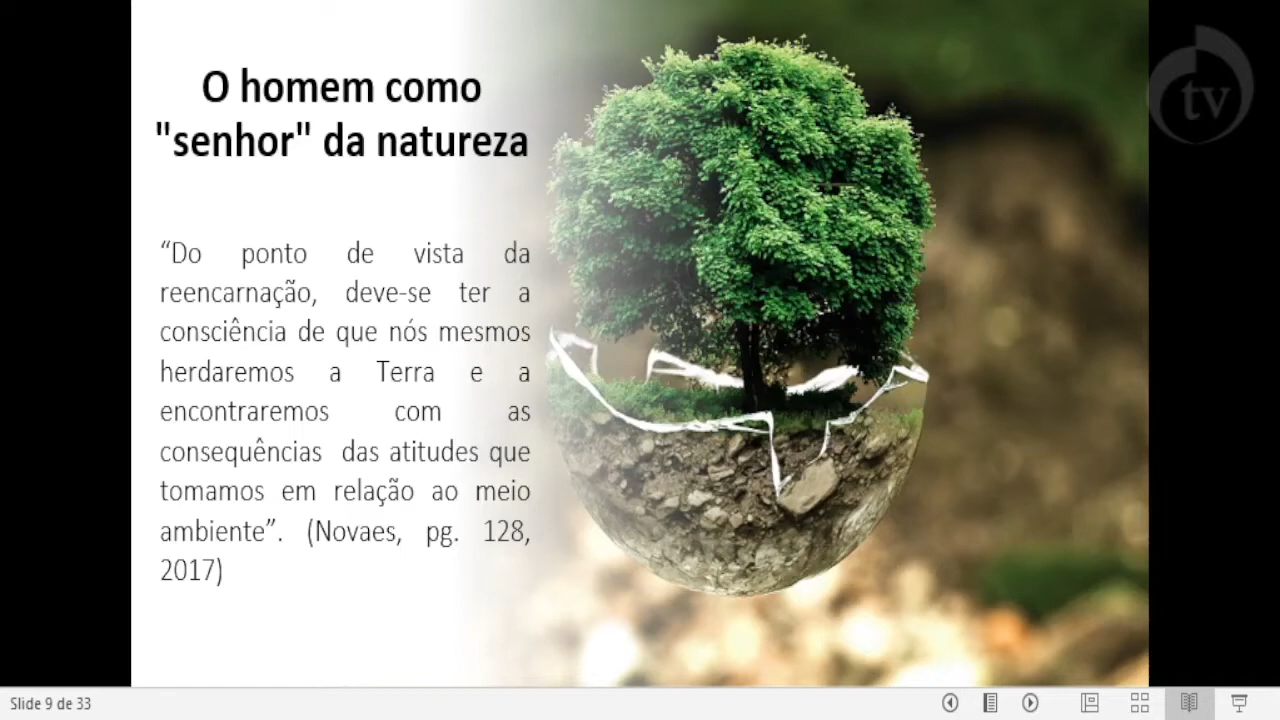 O homem como
"senhor" da natureza
“Do ponto de vista da
reencarnação, deve-se ter a
consciência de que nós mesmos
herdaremos a Terra e a
encontraremos com as
consequências das atitudes que
tomamos em relação ao meio
ambiente”. (Novaes, pg. 128,
2017)
tv
Slide 9 de 33